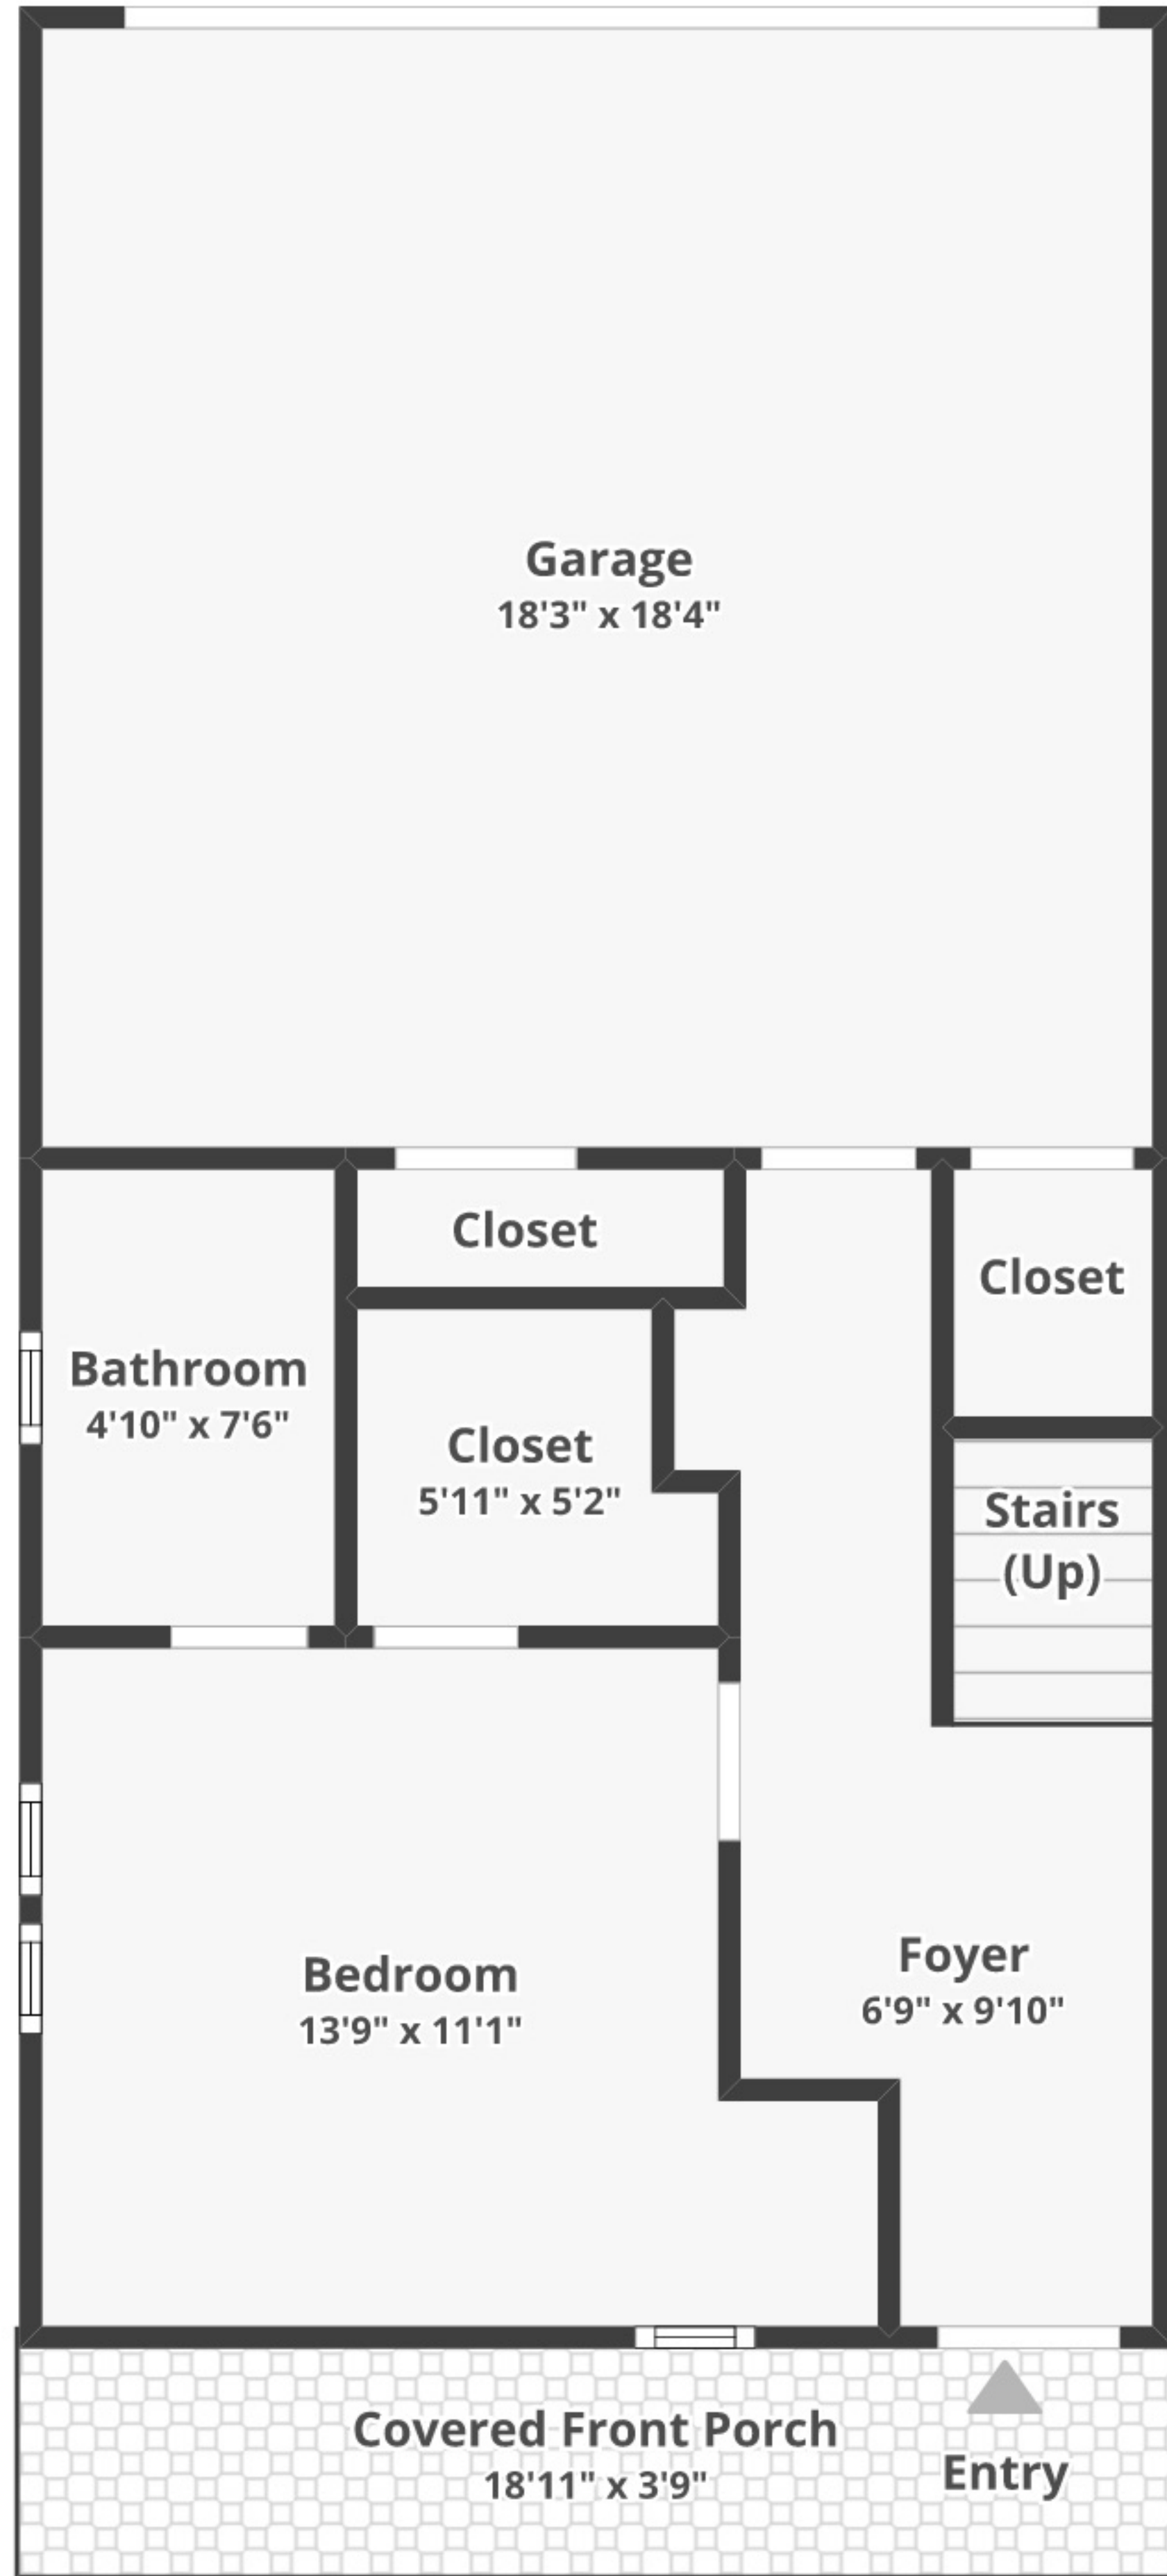 Garage
18'3" x 18'4"
Closet
Closet
Bathroom
4'10" x 7'6"
Closet
5'11" x 5'2"
Stairs
(Up)
Foyer
6'9" x 9'10"
Bedroom
13'9" x 11'1"
Covered Front Porch
18'11" x 3'9"
Entry